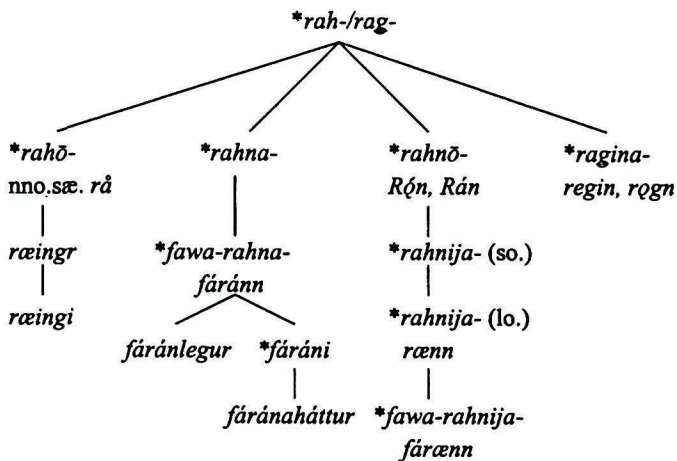 *rah-/rag-
*rahō- *rahna- *rahnō- *ragina-
nno.sæ. rå Rǫ́n, Rán regin, rǫgn
ræingr *fawa-rahna- *rahnija- (so.)
fáránn
ræingi *rahnija- (lo.)
fáránlegur *fáráni rænn
fáránaháttur *fawa-rahnija-
fárænn